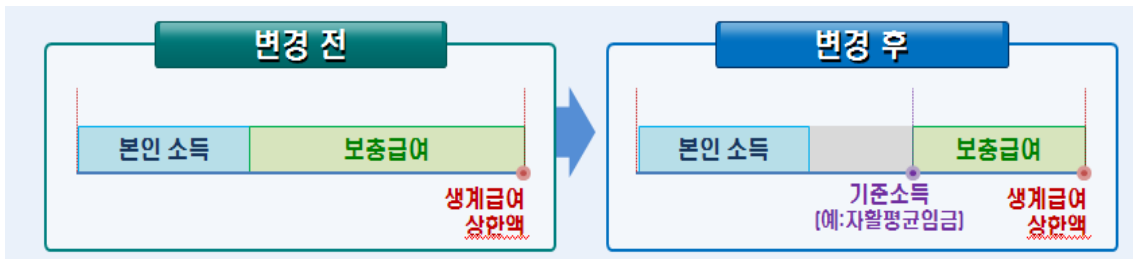 변경 전
변경 후
본인 소득
보충급여
본인 소득
보충급여
생계급여
상한액
기준소득
(예:자활평균임금)
생계급여
상한액